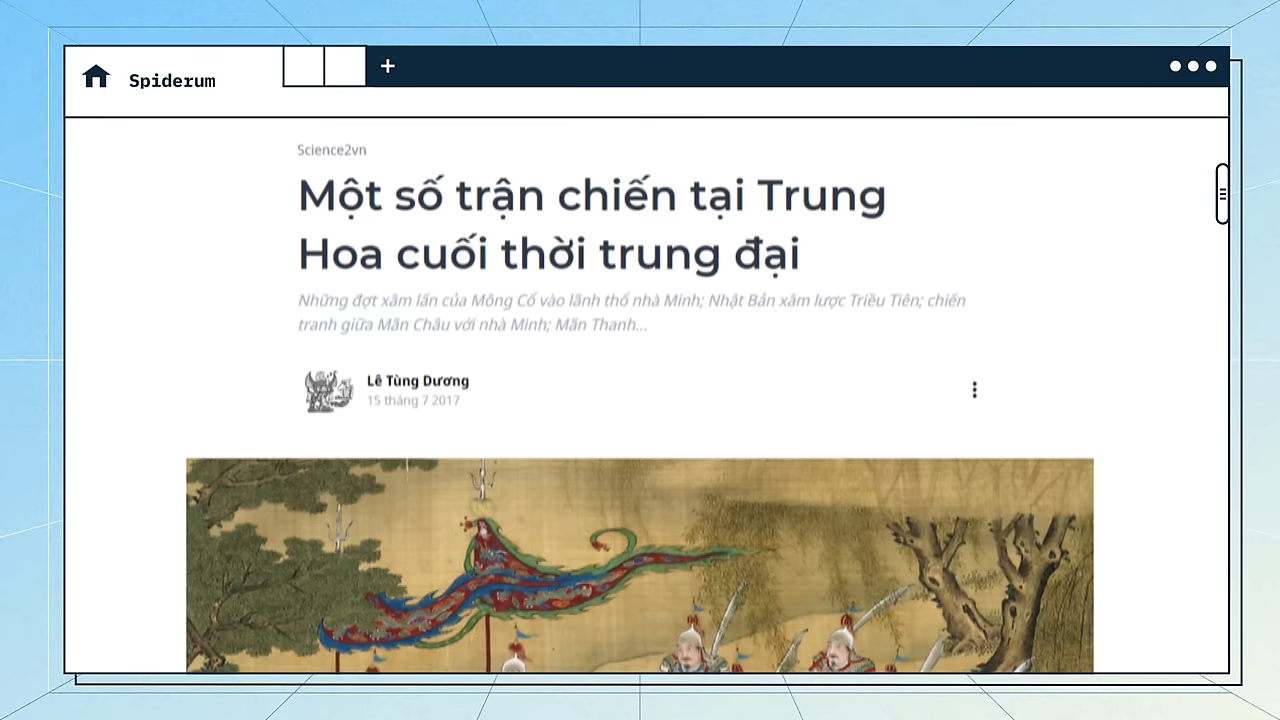 Spiderum
Science2vn
Một số trận chiến tại Trung
Hoa cuối thời trung đại
Những đợt xâm lấn của Mông Cổ vào lãnh thổ nhà Minh; Nhật Bản xâm lược Triều Tiên; chiến
tranh giữa Mãn Châu với nhà Minh; Mãn Thanh...
Lê Tùng Dương
15 tháng 7 2017